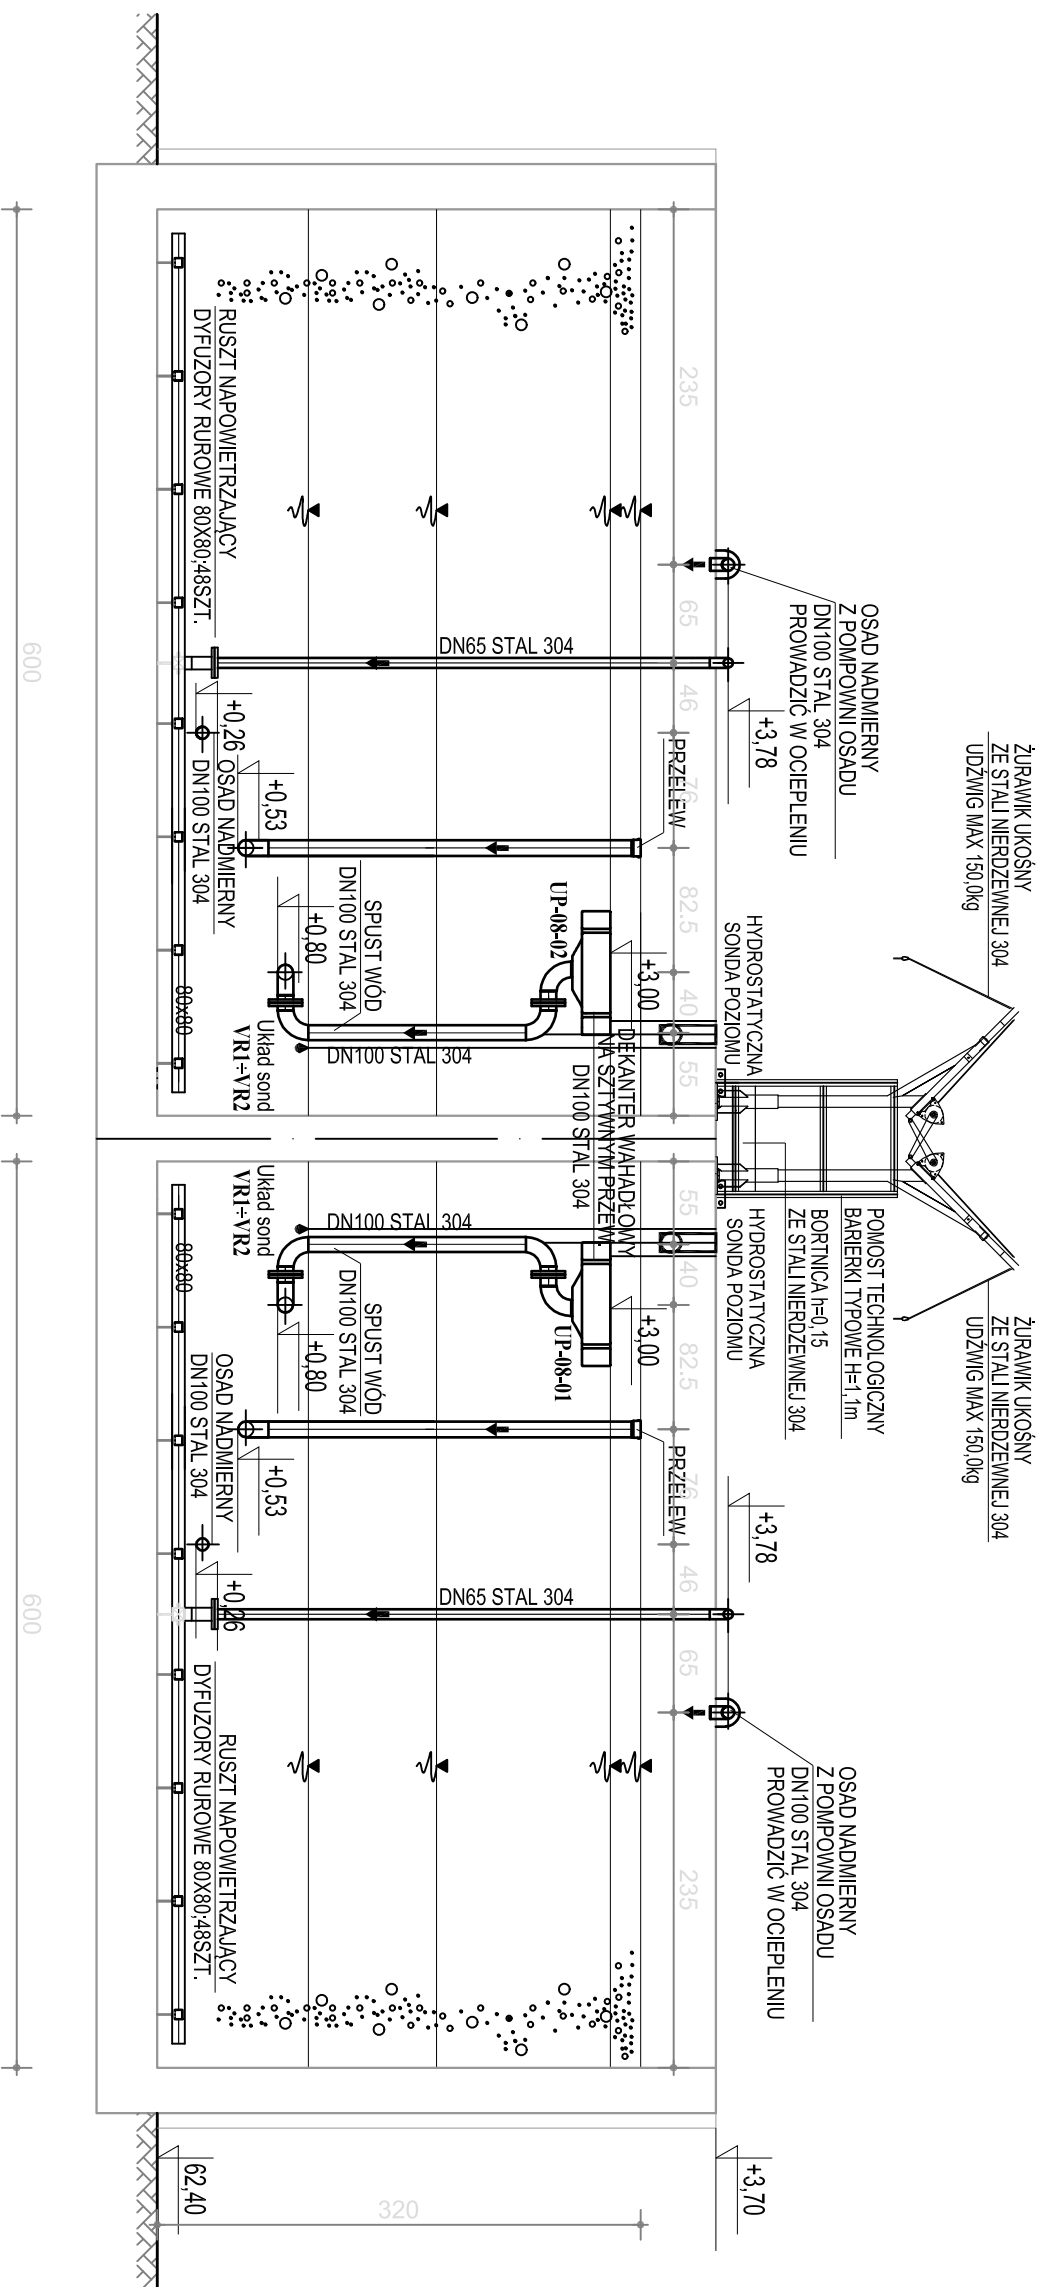 ŻURAWIK UKOŚNY
ZE STALI NIERDZEWNEJ 304
UDŹWIG MAX 150,0kg
ŻURAWIK UKOŚNY
ZE STALI NIERDZEWNEJ 304
UDŹWIG MAX 150,0kg
OSAD NADMIERNY
Z POMPOWNI OSADU
DN100 STAL 304
PROWADZIĆ W OCIEPLENIU
POMOST TECHNOLOGICZNY
BARIERKI TYPOWE H=1,1m
BORTNICA h=0,15
ZE STALI NIERDZEWNEJ 304
OSAD NADMIERNY
Z POMPOWNI OSADU
DN100 STAL 304
PROWADZIĆ W OCIEPLENIU
HYDROSTATYCZNA
SONDA POZIOMU
HYDROSTATYCZNA
SONDA POZIOMU
+3,78
+3,78
+3,70
235
65
46
76
82.5
40
55
55
40
82.5
76
46
65
235
PRZELEW
PRZELEW
+3,00
+3,00
DEKANTER WAHADŁOWY
NA SZTYWNYM PRZEW.
DN100 STAL 304
UP-08-02
UP-08-01
DN65 STAL 304
DN100 STAL 304
DN100 STAL 304
DN65 STAL 304
SPUST WÓD
DN100 STAL 304
SPUST WÓD
DN100 STAL 304
+0,80
+0,80
+0,53
+0,53
Układ sond
VR1÷VR2
Układ sond
VR1÷VR2
+0,26
+0,26
OSAD NADMIERNY
DN100 STAL 304
OSAD NADMIERNY
DN100 STAL 304
RUSZT NAPOWIETRZAJĄCY
DYFUZORY RUROWE 80X80;48SZT.
RUSZT NAPOWIETRZAJĄCY
DYFUZORY RUROWE 80X80;48SZT.
80x80
80x80
62,40
320
600
600